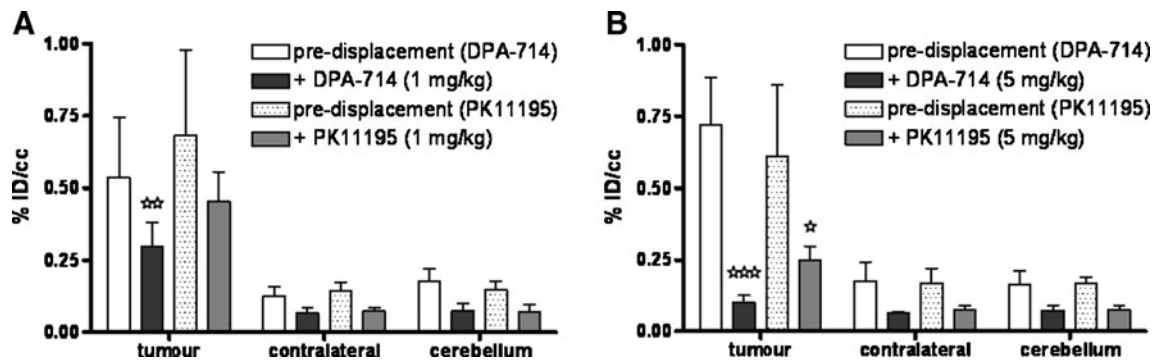 A
% ID/cc
1.00
0.75
0.50
0.25
0.00
pre-displacement (DPA-714)
+ DPA-714 (1 mg/kg)
pre-displacement (PK11195)
+ PK11195 (1 mg/kg)
☆☆
tumour
contralateral
cerebellum
B
% ID/cc
1.00
0.75
0.50
0.25
0.00
pre-displacement (DPA-714)
+ DPA-714 (5 mg/kg)
pre-displacement (PK11195)
+ PK11195 (5 mg/kg)
☆☆☆
☆
tumour
contralateral
cerebellum